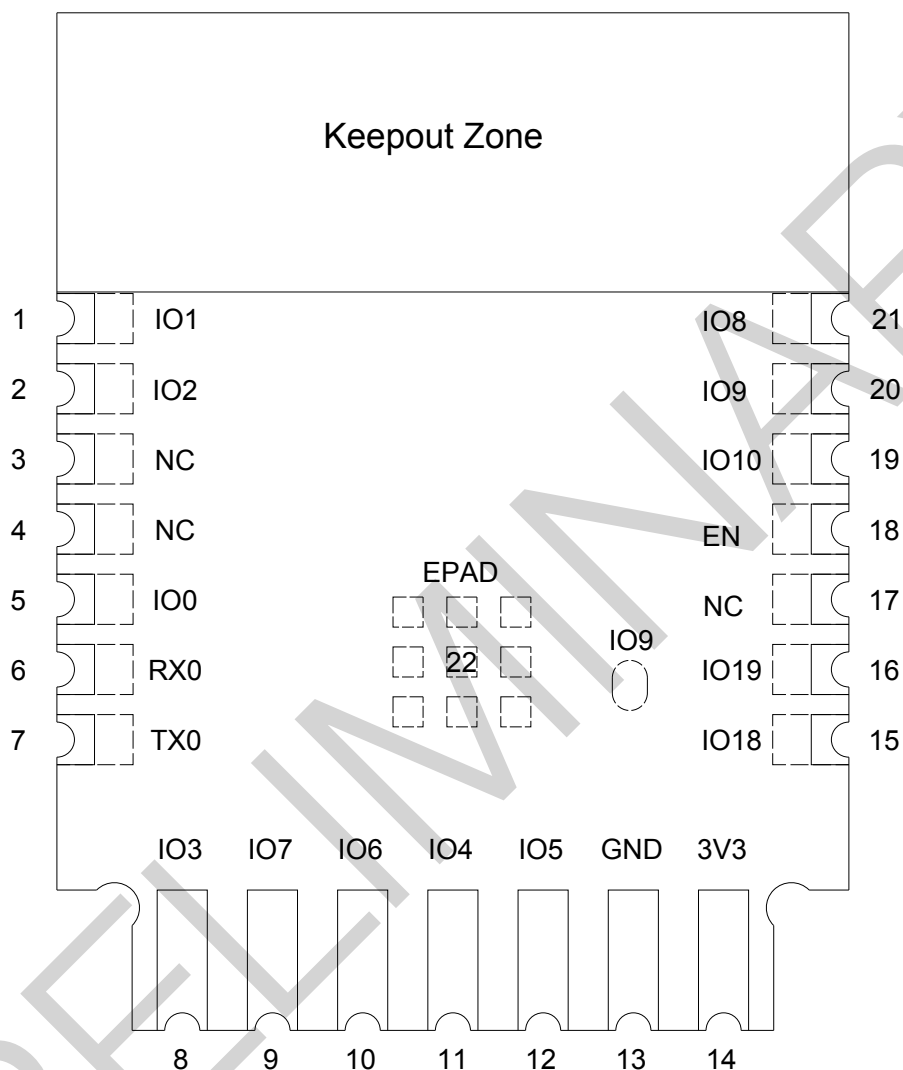 Keepout Zone
1 IO1 IO8 21
2 IO2 IO9 20
3 NC IO10 19
4 NC EN 18
EPAD
5 IO0 NC 17
IO9
6 RX0 22 IO19 16
7 TX0 IO18 15
IO3 IO7 IO6 IO4 IO5 GND 3V3
8 9 10 11 12 13 14